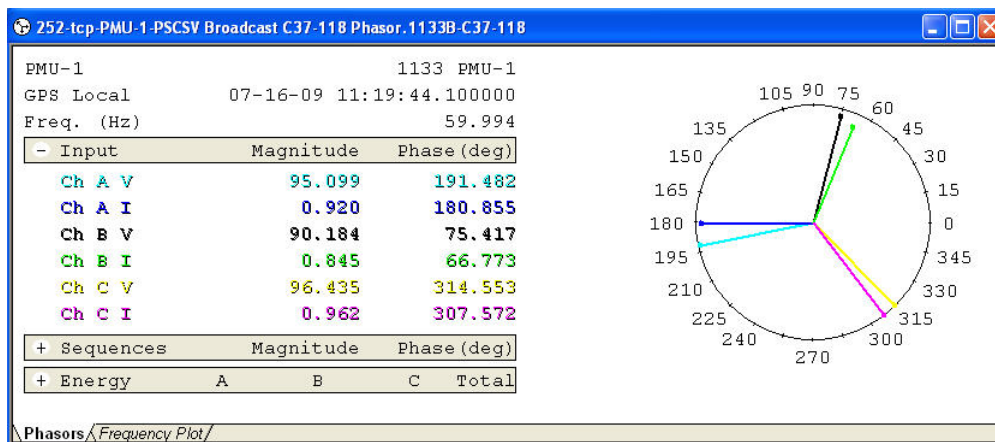 252-tcp-PMU-1-PSCSV Broadcast C37-118 Phasor.1133B-C37-118
PMU-1 1133 PMU-1
GPS Local 07-16-09 11:19:44.100000
Freq. (Hz) 59.994
- Input Magnitude Phase(deg)
Ch A V 95.099 191.482
Ch A I 0.920 180.855
Ch B V 90.184 75.417
Ch B I 0.845 66.773
Ch C V 96.435 314.553
Ch C I 0.962 307.572
+ Sequences Magnitude Phase(deg)
+ Energy A B C Total
105 90 75
60
135 45
150 30
165 15
180 0
195 345
210 330
225 315
240 300
270
Phasors Frequency Plot